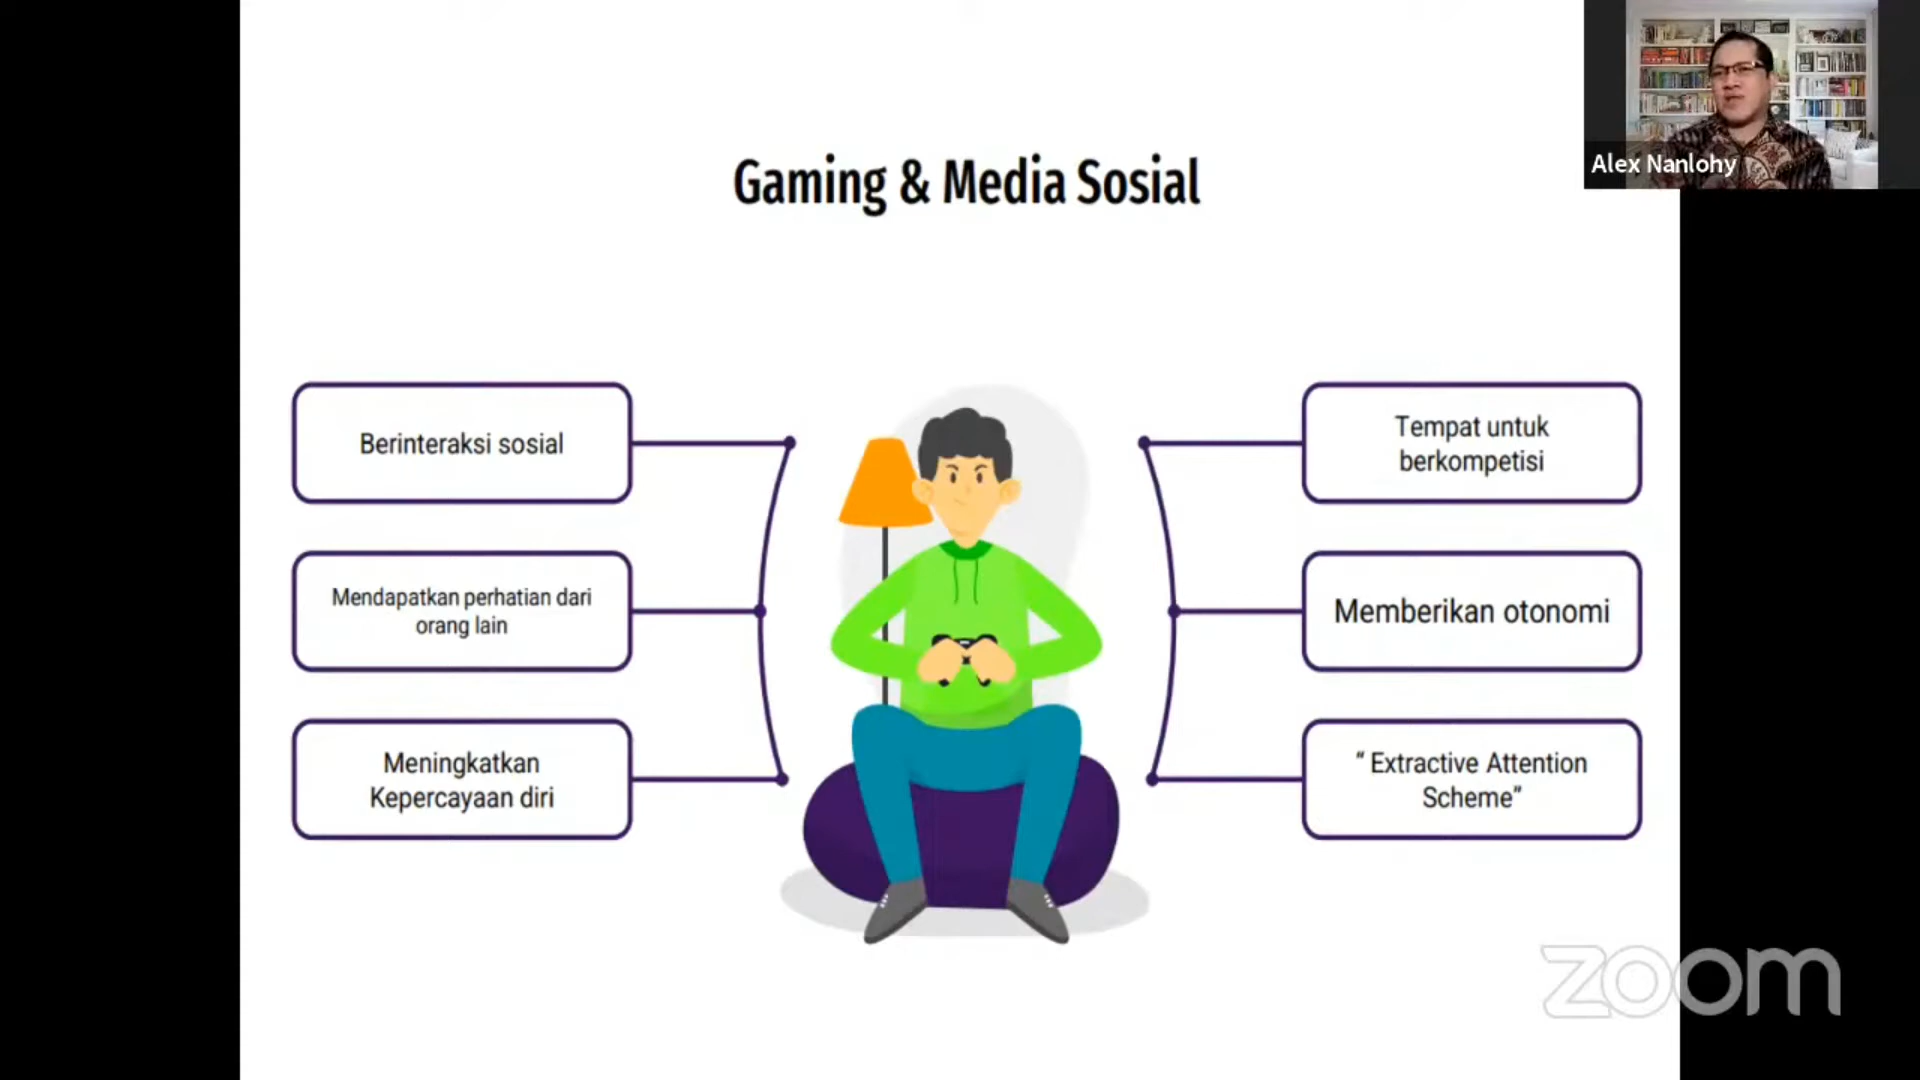 Alex Nanlohy
Gaming & Media Sosial
Berinteraksi sosial
Mendapatkan perhatian dari
orang lain
Meningkatkan
Kepercayaan diri
Tempat untuk
berkompetisi
Memberikan otonomi
“ Extractive Attention
Scheme”
zoom